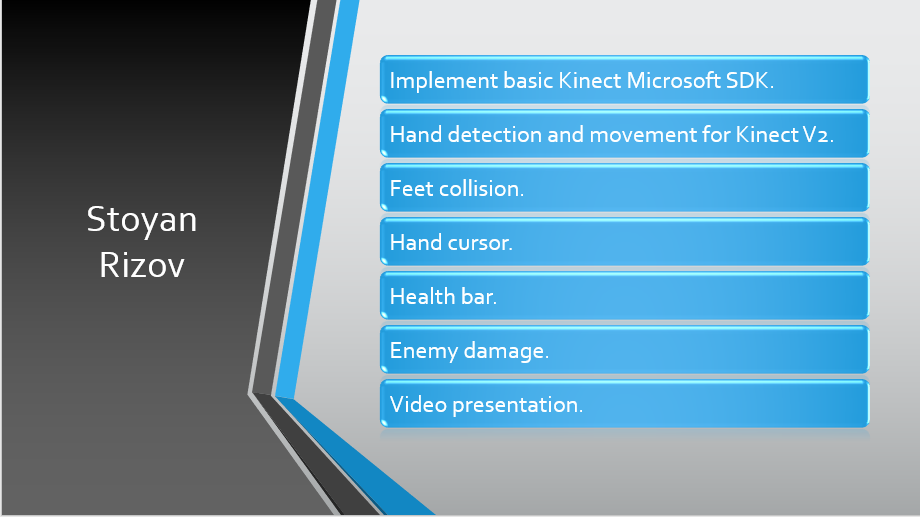 Stoyan
Rizov
Implement basic Kinect Microsoft SDK.
Hand detection and movement for Kinect V2.
Feet collision.
Hand cursor.
Health bar.
Enemy damage.
Video presentation.